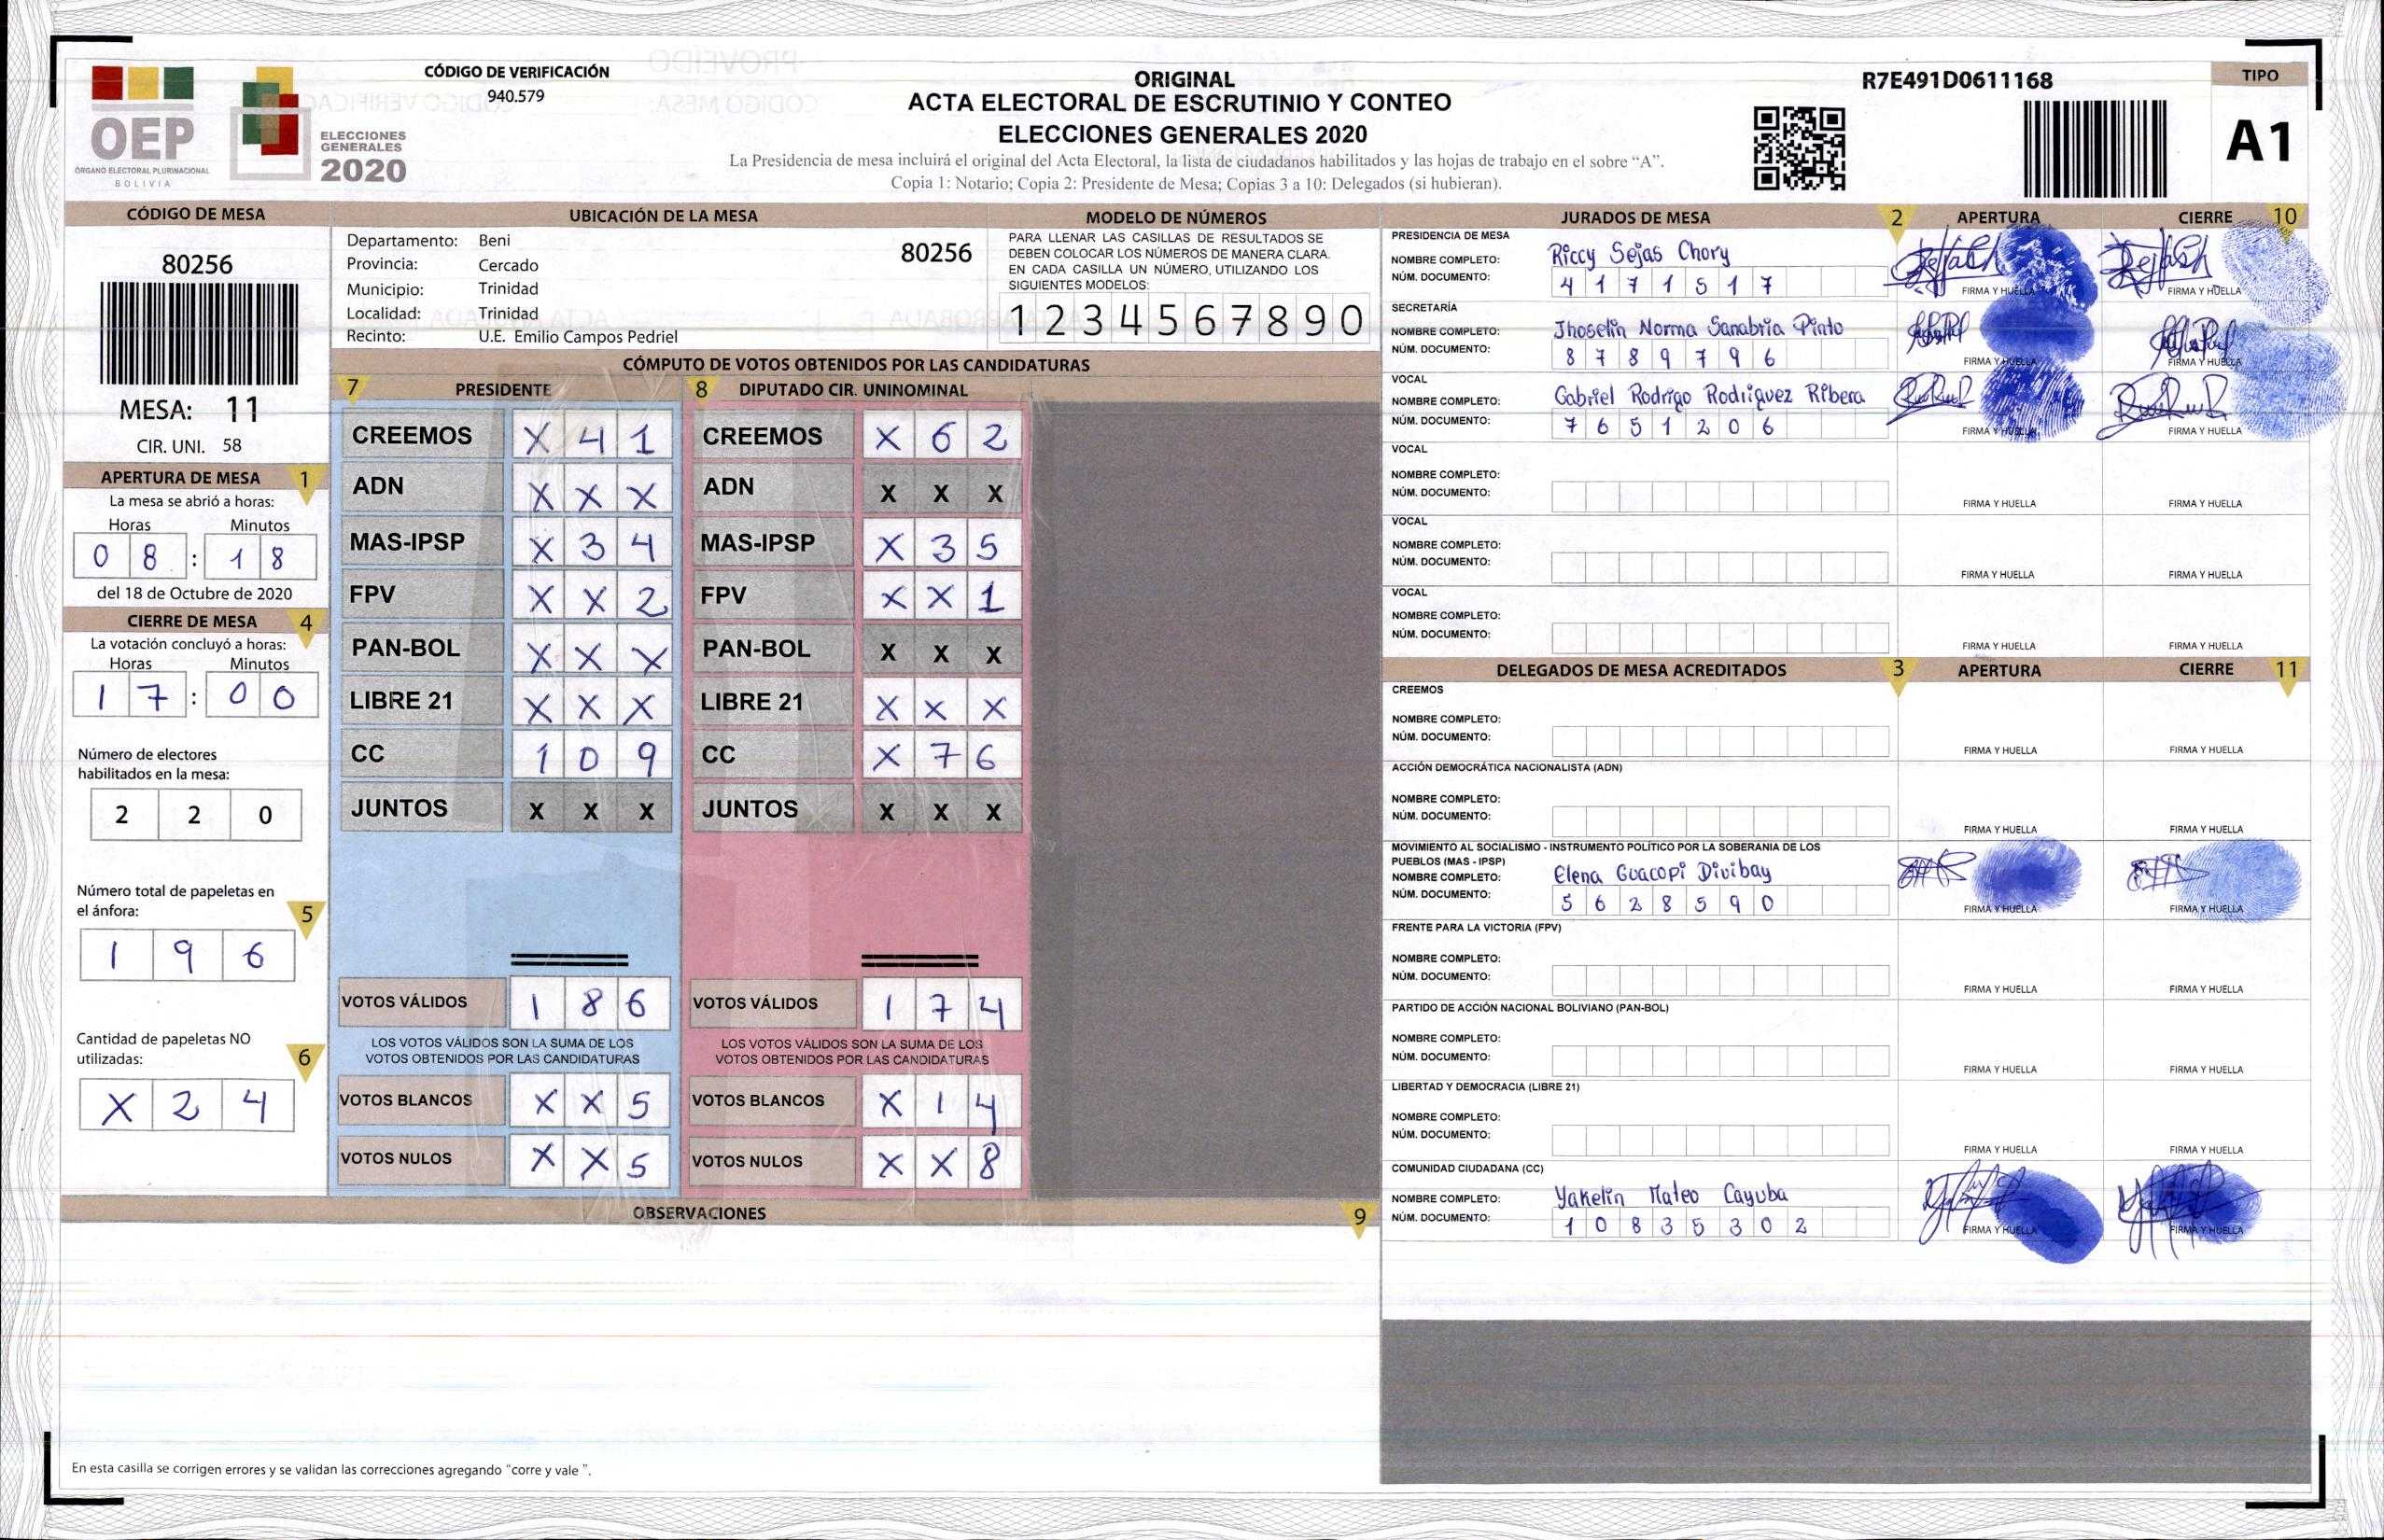 CÓDIGO DE VERIFICACIÓN
940.579
OEP
ÓRGANO ELECTORAL PLURINACIONAL
BOLIVIA
ELECCIONES
GENERALES
2020
ORIGINAL
ACTA ELECTORAL DE ESCRUTINIO Y CONTEO
ELECCIONES GENERALES 2020
La Presidencia de mesa incluirá el original del Acta Electoral, la lista de ciudadanos habilitados y las hojas de trabajo en el sobre “A”.
Copia 1: Notario; Copia 2: Presidente de Mesa; Copias 3 a 10: Delegados (si hubieran).
R7E491D0611168
TIPO
A1
CÓDIGO DE MESA
80256
MESA: 11
CIR. UNI. 58
APERTURA DE MESA 1
La mesa se abrió a horas:
Horas Minutos
0 8 : 1 8
del 18 de Octubre de 2020
CIERRE DE MESA 4
La votación concluyó a horas:
Horas Minutos
1 7 : 0 0
Número de electores
habilitados en la mesa:
2 2 0
Número total de papeletas en
el ánfora: 5
1 9 6
Cantidad de papeletas NO
utilizadas: 6
X 2 4
UBICACIÓN DE LA MESA
Departamento: Beni 80256
Provincia: Cercado
Municipio: Trinidad
Localidad: Trinidad
Recinto: U.E. Emilio Campos Pedriel
MODELO DE NÚMEROS
PARA LLENAR LAS CASILLAS DE RESULTADOS SE
DEBEN COLOCAR LOS NÚMEROS DE MANERA CLARA.
EN CADA CASILLA UN NÚMERO, UTILIZANDO LOS
SIGUIENTES MODELOS:
1 2 3 4 5 6 7 8 9 0
CÓMPUTO DE VOTOS OBTENIDOS POR LAS CANDIDATURAS
7 PRESIDENTE 8 DIPUTADO CIR. UNINOMINAL
CREEMOS X 4 1 CREEMOS X 6 2
ADN X X X ADN X X X
MAS-IPSP X 3 4 MAS-IPSP X 3 5
FPV X X 2 FPV X X 1
PAN-BOL X X X PAN-BOL X X X
LIBRE 21 X X X LIBRE 21 X X X
CC 1 0 9 CC X 7 6
JUNTOS X X X JUNTOS X X X
VOTOS VÁLIDOS 1 8 6 VOTOS VÁLIDOS 1 7 4
LOS VOTOS VÁLIDOS SON LA SUMA DE LOS LOS VOTOS VÁLIDOS SON LA SUMA DE LOS
VOTOS OBTENIDOS POR LAS CANDIDATURAS VOTOS OBTENIDOS POR LAS CANDIDATURAS
VOTOS BLANCOS X X 5 VOTOS BLANCOS X 1 4
VOTOS NULOS X X 5 VOTOS NULOS X X 8
OBSERVACIONES 9
En esta casilla se corrigen errores y se validan las correcciones agregando “corre y vale ”.
JURADOS DE MESA 2 APERTURA CIERRE 10
PRESIDENCIA DE MESA
NOMBRE COMPLETO: Riccy Sejas Chory
NÚM. DOCUMENTO: 4 1 7 1 5 1 7
FIRMA Y HUELLA FIRMA Y HUELLA
SECRETARÍA
NOMBRE COMPLETO: Jhoselin Norma Sanabria Pinto
NÚM. DOCUMENTO: 8 7 8 9 7 9 6
FIRMA Y HUELLA FIRMA Y HUELLA
VOCAL
NOMBRE COMPLETO: Gabriel Rodrigo Rodriiquez Ribera
NÚM. DOCUMENTO: 7 6 5 1 2 0 6
FIRMA Y HUELLA FIRMA Y HUELLA
VOCAL
NOMBRE COMPLETO:
NÚM. DOCUMENTO:
FIRMA Y HUELLA FIRMA Y HUELLA
VOCAL
NOMBRE COMPLETO:
NÚM. DOCUMENTO:
FIRMA Y HUELLA FIRMA Y HUELLA
VOCAL
NOMBRE COMPLETO:
NÚM. DOCUMENTO:
FIRMA Y HUELLA FIRMA Y HUELLA
DELEGADOS DE MESA ACREDITADOS 3 APERTURA CIERRE 11
CREEMOS
NOMBRE COMPLETO:
NÚM. DOCUMENTO:
FIRMA Y HUELLA FIRMA Y HUELLA
ACCIÓN DEMOCRÁTICA NACIONALISTA (ADN)
NOMBRE COMPLETO:
NÚM. DOCUMENTO:
FIRMA Y HUELLA FIRMA Y HUELLA
MOVIMIENTO AL SOCIALISMO - INSTRUMENTO POLÍTICO POR LA SOBERANIA DE LOS
PUEBLOS (MAS - IPSP)
NOMBRE COMPLETO: Elena Guacopi Divibay
NÚM. DOCUMENTO: 5 6 2 8 5 9 0
FIRMA Y HUELLA FIRMA Y HUELLA
FRENTE PARA LA VICTORIA (FPV)
NOMBRE COMPLETO:
NÚM. DOCUMENTO:
FIRMA Y HUELLA FIRMA Y HUELLA
PARTIDO DE ACCIÓN NACIONAL BOLIVIANO (PAN-BOL)
NOMBRE COMPLETO:
NÚM. DOCUMENTO:
FIRMA Y HUELLA FIRMA Y HUELLA
LIBERTAD Y DEMOCRACIA (LIBRE 21)
NOMBRE COMPLETO:
NÚM. DOCUMENTO:
FIRMA Y HUELLA FIRMA Y HUELLA
COMUNIDAD CIUDADANA (CC)
NOMBRE COMPLETO: Yakelin Mateo Cayuba
NÚM. DOCUMENTO: 1 0 8 3 5 3 0 2
FIRMA Y HUELLA FIRMA Y HUELLA